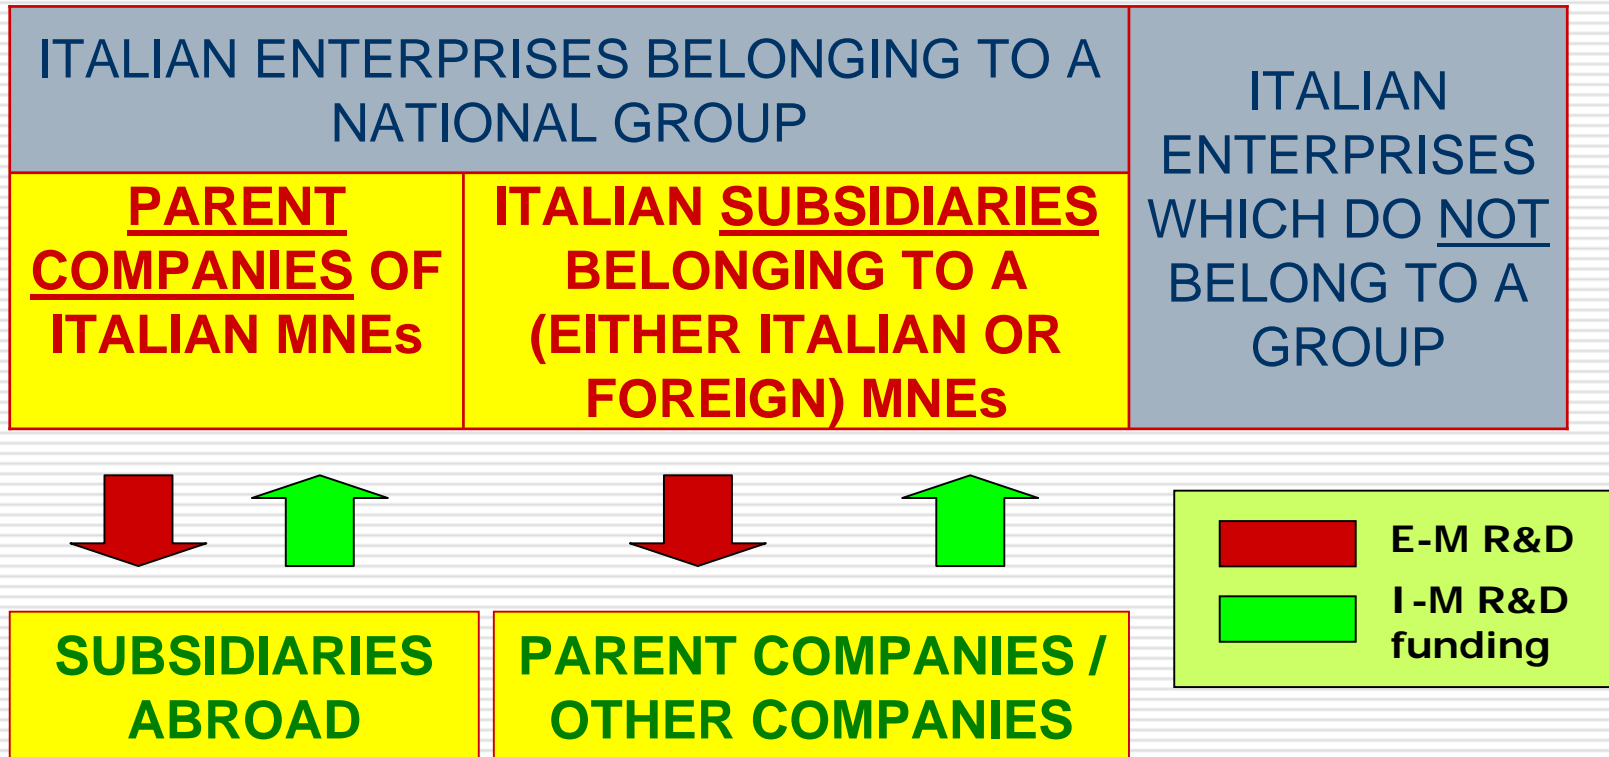 ITALIAN ENTERPRISES BELONGING TO A
NATIONAL GROUP
ITALIAN
ENTERPRISES
WHICH DO NOT
BELONG TO A
GROUP
PARENT
COMPANIES OF
ITALIAN MNEs
ITALIAN SUBSIDIARIES
BELONGING TO A
(EITHER ITALIAN OR
FOREIGN) MNEs
E-M R&D
I-M R&D
funding
SUBSIDIARIES
ABROAD
PARENT COMPANIES /
OTHER COMPANIES